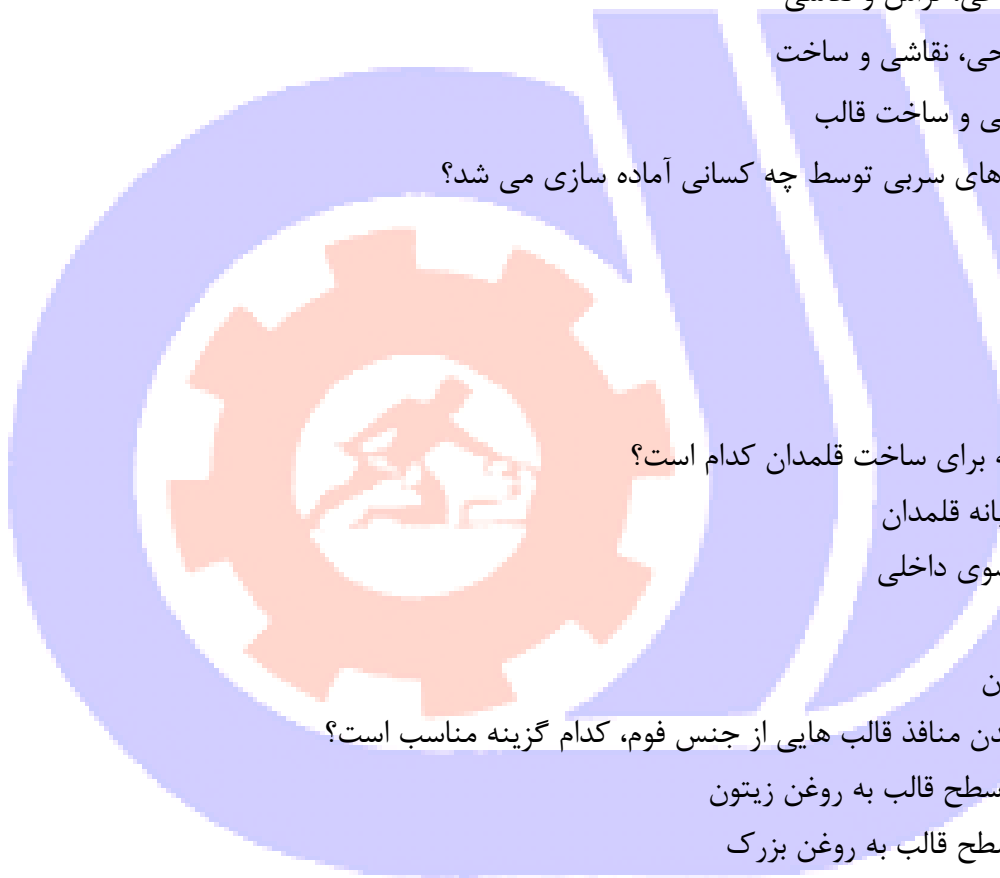 نقاشی
حی، نقاشی و ساخت
ی و ساخت قالب
های سربی توسط چه کسانی آماده سازی می شد؟
ه برای ساخت قلمدان کدام است؟
یانه قلمدان
سوی داخلی
ن
دن منافذ قالب هایی از جنس فوم، کدام گزینه مناسب است؟
سطح قالب به روغن زیتون
طح قالب به روغن بزرک